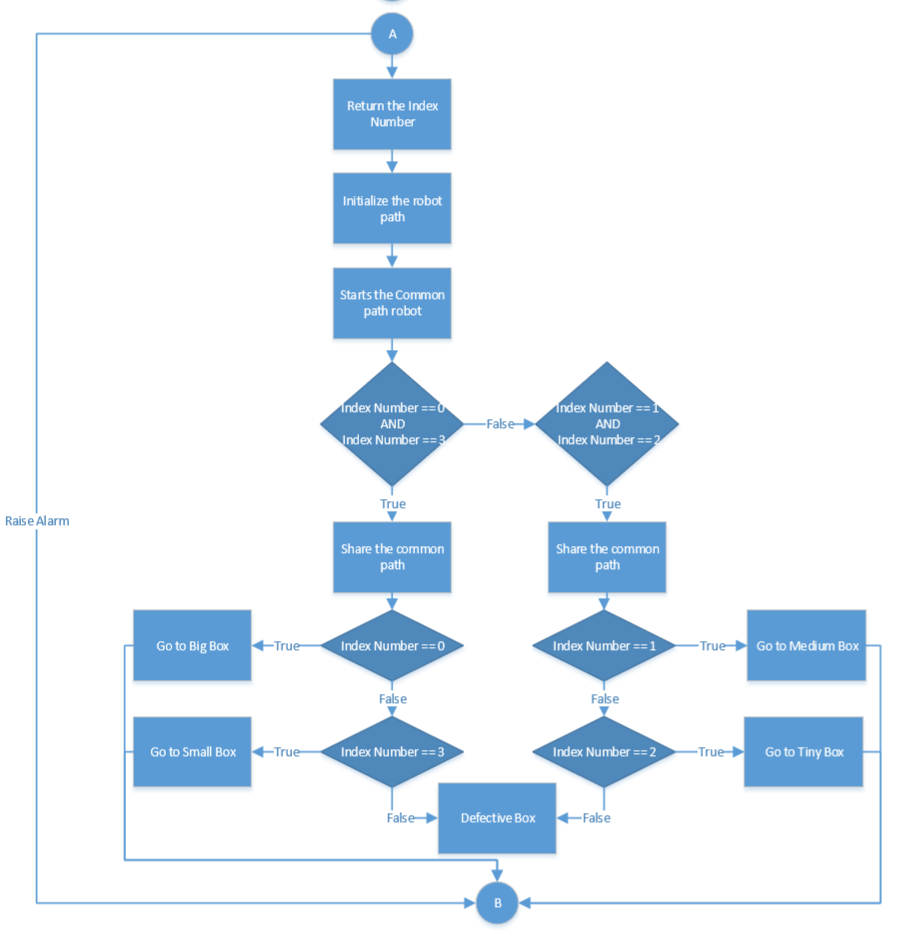 A
Return the Index
Number
Initialize the robot
path
Starts the Common
path robot
Index Number ==0
AND
Index Number ==3
False
Index Number ==1
AND
Index Number ==2
True
True
Raise Alarm
Share the common
path
Share the common
path
Go to Big Box
True
Index Number ==0
Index Number ==1
True
Go to Medium Box
False
False
Go to Small Box
True
Index Number ==3
Index Number ==2
True
Go to Tiny Box
False
Defective Box
False
B